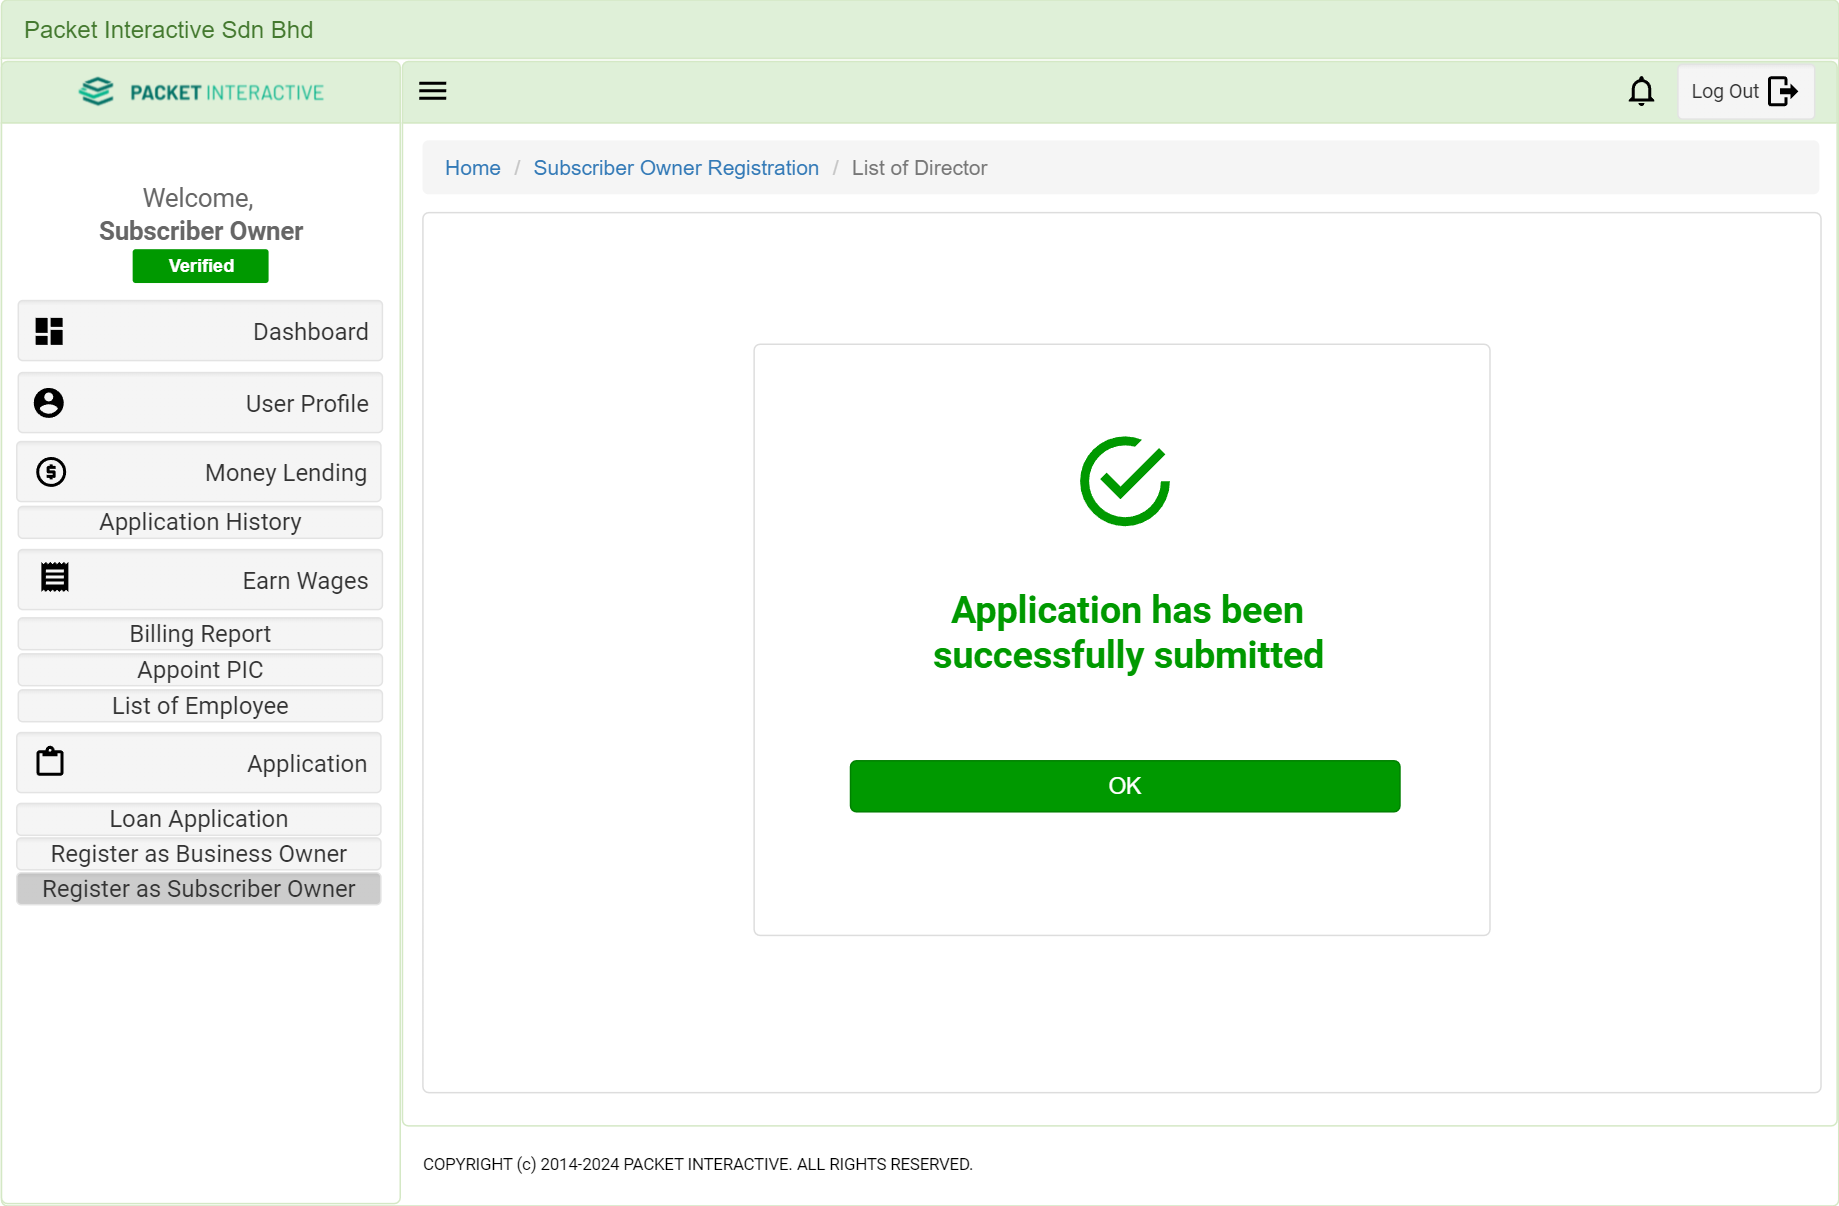 Packet Interactive Sdn Bhd
PACKET INTERACTIVE
Log Out
Welcome,
Subscriber Owner
Verified
Dashboard
User Profile
Money Lending
Application History
Earn Wages
Billing Report
Appoint PIC
List of Employee
Application
Loan Application
Register as Business Owner
Register as Subscriber Owner
Home / Subscriber Owner Registration / List of Director
Application has been
successfully submitted
OK
COPYRIGHT (c) 2014-2024 PACKET INTERACTIVE. ALL RIGHTS RESERVED.